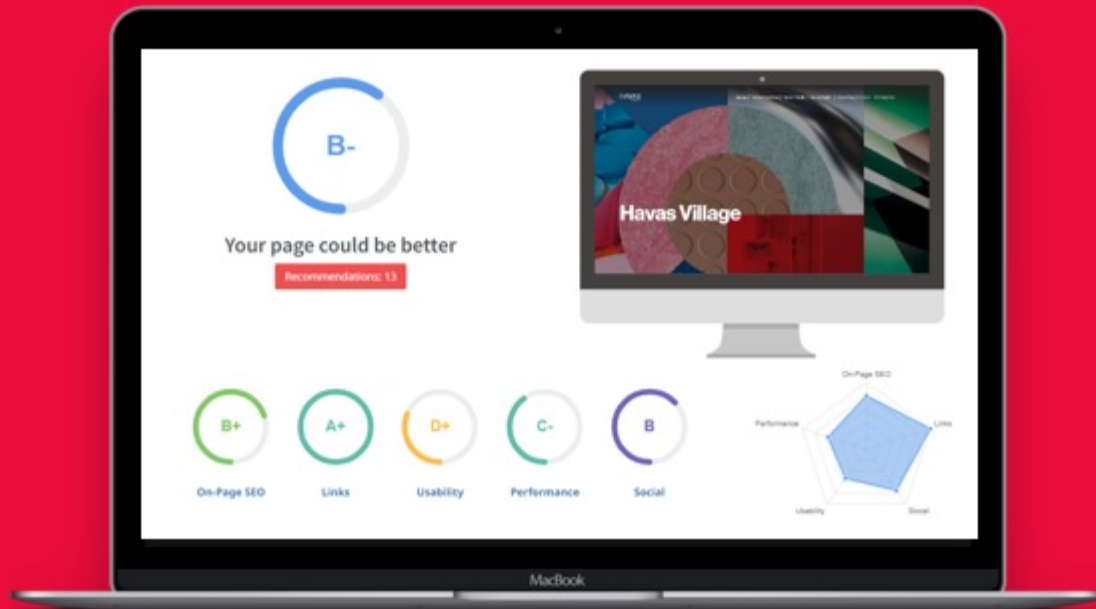 B-
Your page could be better
Recommendations: 13
HAVAS
Havas Village
B+
A+
D+
C-
B
On-Page SEO
Links
Usability
Performance
Social
On-Page SEO
Performance
Links
Usability
Social
MacBook